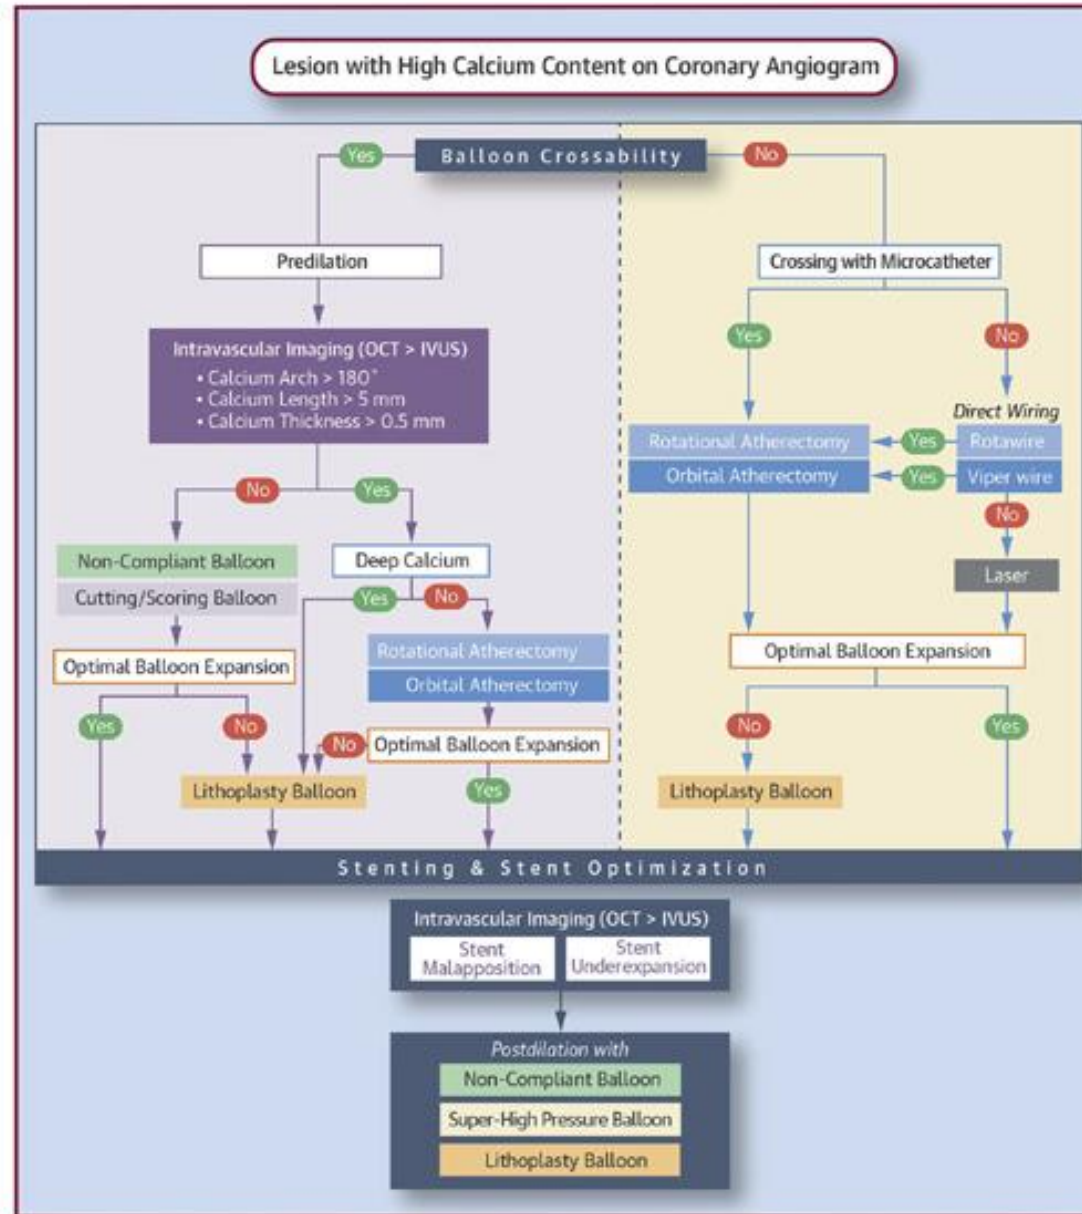 Lesion with High Calcium Content on Coronary Angiogram
Yes
Balloon Crossability
No
Predilation
Intravascular Imaging (OCT > IVUS)
• Calcium Arch > 180°
• Calcium Length > 5 mm
• Calcium Thickness > 0.5 mm
No
Yes
Non-Compliant Balloon
Cutting/Scoring Balloon
Deep Calcium
Yes
No
Optimal Balloon Expansion
Rotational Atherectomy
Orbital Atherectomy
Yes
No
No
Optimal Balloon Expansion
Lithoplasty Balloon
Yes
Crossing with Microcatheter
Yes
No
Direct Wiring
Rotational Atherectomy
Yes
Rotawire
Orbital Atherectomy
Yes
Viper wire
No
Laser
Optimal Balloon Expansion
No
Yes
Lithoplasty Balloon
Stenting & Stent Optimization
Intravascular Imaging (OCT > IVUS)
Stent
Malapposition
Stent
Underexpansion
Postdilation with
Non-Compliant Balloon
Super-High Pressure Balloon
Lithoplasty Balloon